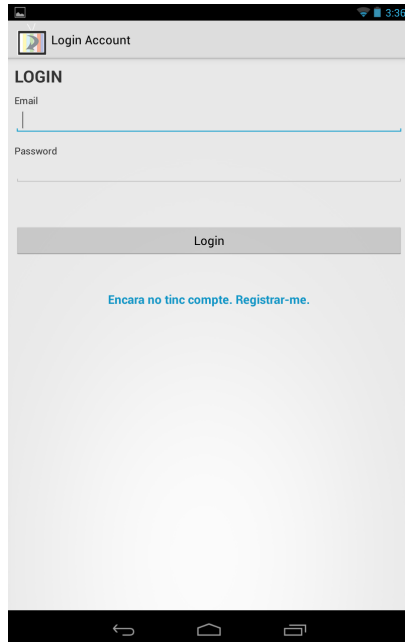 3:36
Login Account
LOGIN
Email
Password
Login
Encara no tinc compte. Registrar-me.